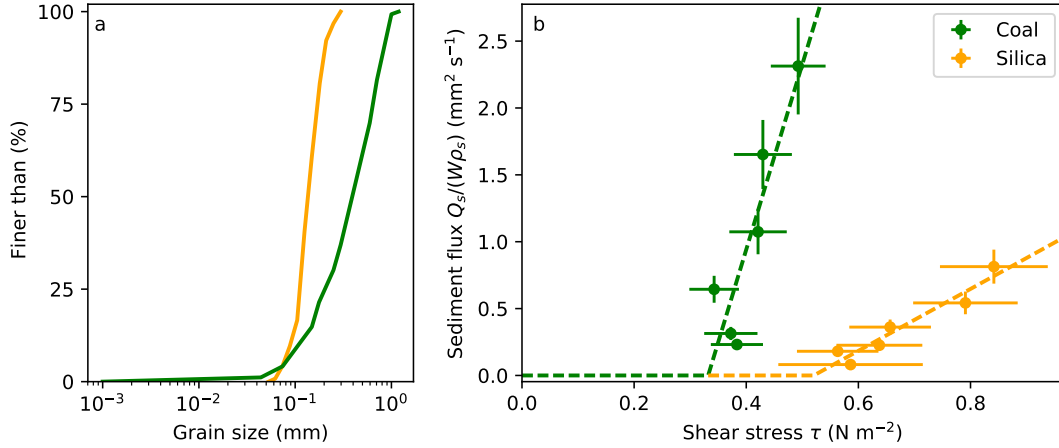 a
100
75
50
25
0
Finer than (%)
10⁻³
10⁻²
10⁻¹
10⁰
Grain size (mm)
b
Coal
Silica
2.5
2.0
1.5
1.0
0.5
0.0
Sediment flux Qₛ/(Wρₛ) (mm² s⁻¹)
0.0
0.2
0.4
0.6
0.8
Shear stress τ (N m⁻²)